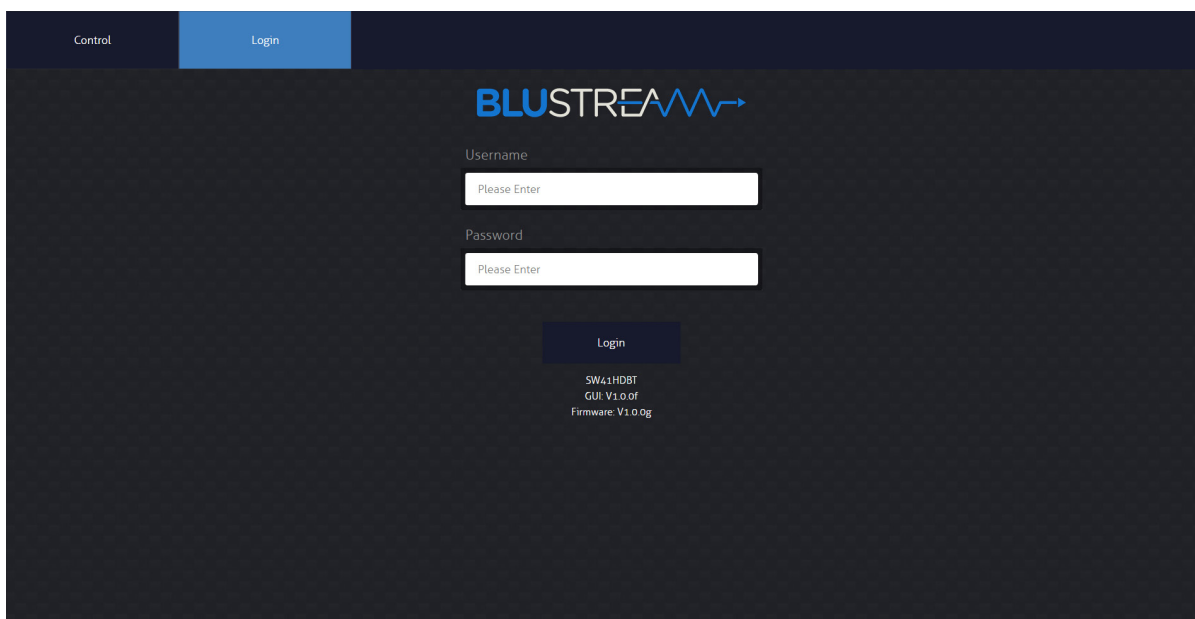 Control
Login
BLUSTREAM
Username
Please Enter
Password
Please Enter
Login
SW41HDBT
GUI: V1.0.0f
Firmware: V1.0.0g